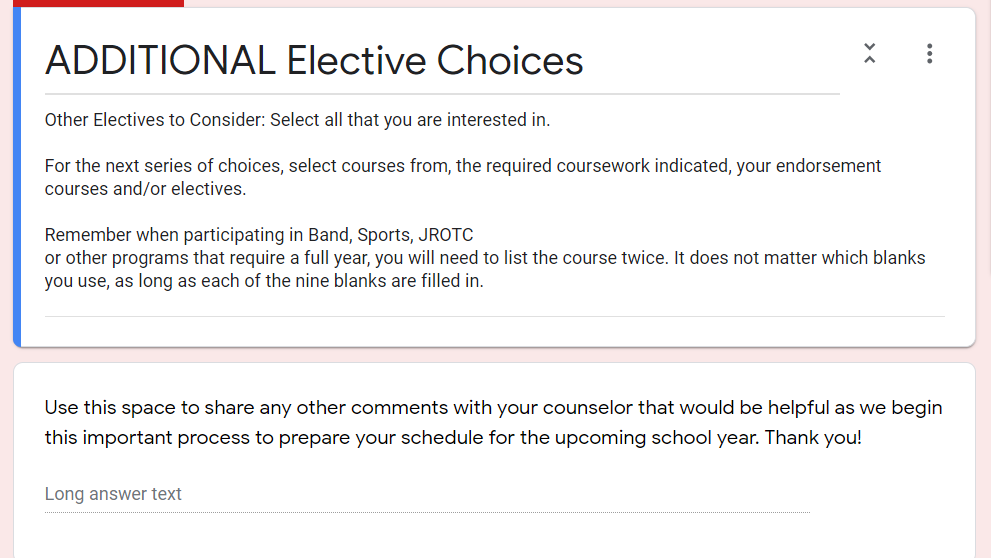 ADDITIONAL Elective Choices
Other Electives to Consider: Select all that you are interested in.
For the next series of choices, select courses from, the required coursework indicated, your endorsement
courses and/or electives.
Remember when participating in Band, Sports, JROTC
or other programs that require a full year, you will need to list the course twice. It does not matter which blanks
you use, as long as each of the nine blanks are filled in.
Use this space to share any other comments with your counselor that would be helpful as we begin
this important process to prepare your schedule for the upcoming school year. Thank you!
Long answer text